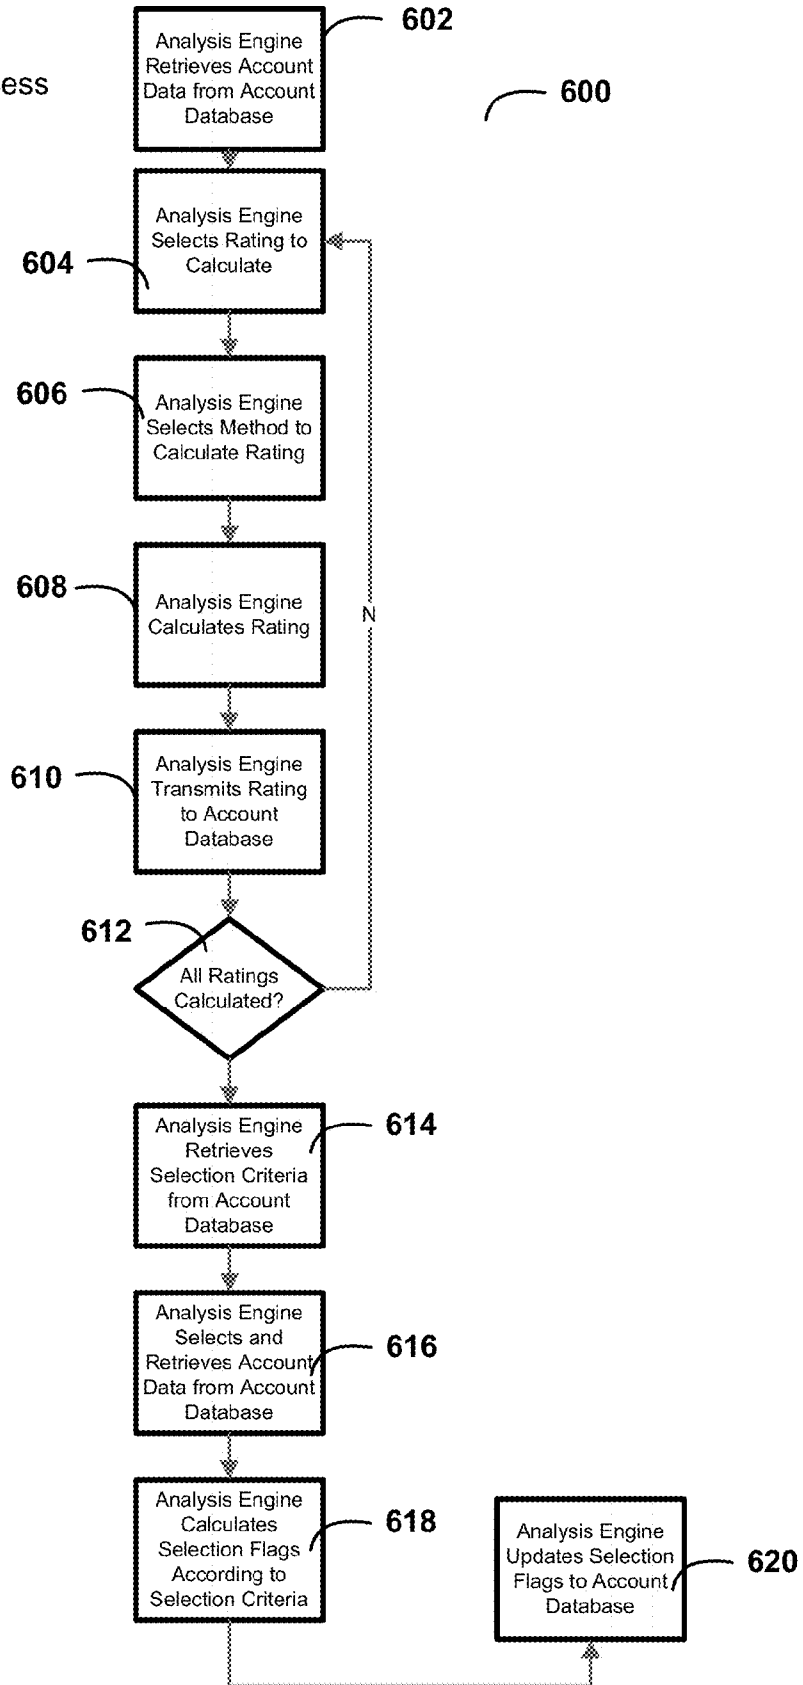 602
Analysis Engine
Retrieves Account
Data from Account
Database
ess
600
Analysis Engine
Selects Rating to
Calculate
604
606
Analysis Engine
Selects Method to
Calculate Rating
608
Analysis Engine
Calculates Rating
N
610
Analysis Engine
Transmits Rating
to Account
Database
612
All Ratings
Calculated?
614
Analysis Engine
Retrieves
Selection Criteria
from Account
Database
616
Analysis Engine
Selects and
Retrieves Account
Data from Account
Database
618
Analysis Engine
Calculates
Selection Flags
According to
Selection Criteria
620
Analysis Engine
Updates Selection
Flags to Account
Database